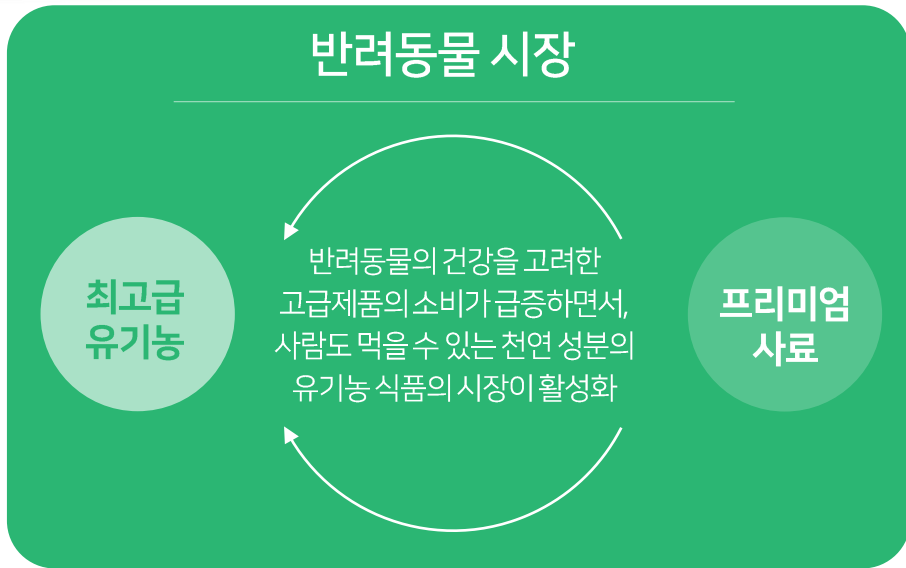 반려동물 시장
최고급
유기농
반려동물의 건강을 고려한
고급제품의 소비가 급증하면서,
사람도 먹을 수 있는 천연 성분의
유기농 식품의 시장이 활성화
프리미엄
사료